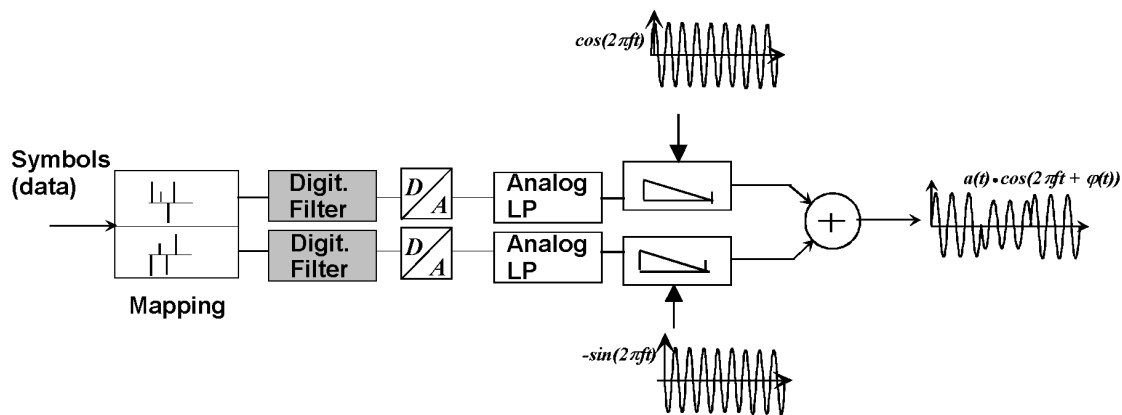 cos(2πft)
Symbols
(data)
Digit.
Filter
D/A
Analog
LP
a(t)•cos(2πft + φ(t))
+
Digit.
Filter
D/A
Analog
LP
Mapping
-sin(2πft)